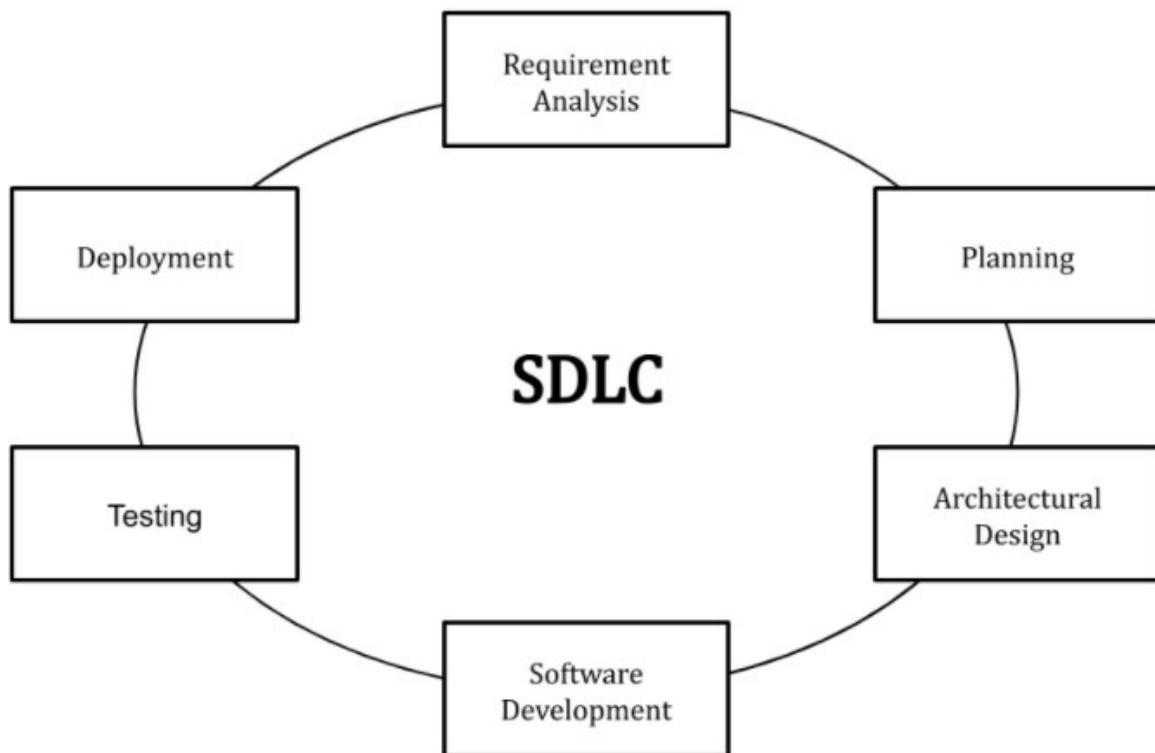 Requirement
Analysis
Deployment
Planning
SDLC
Testing
Architectural
Design
Software
Development